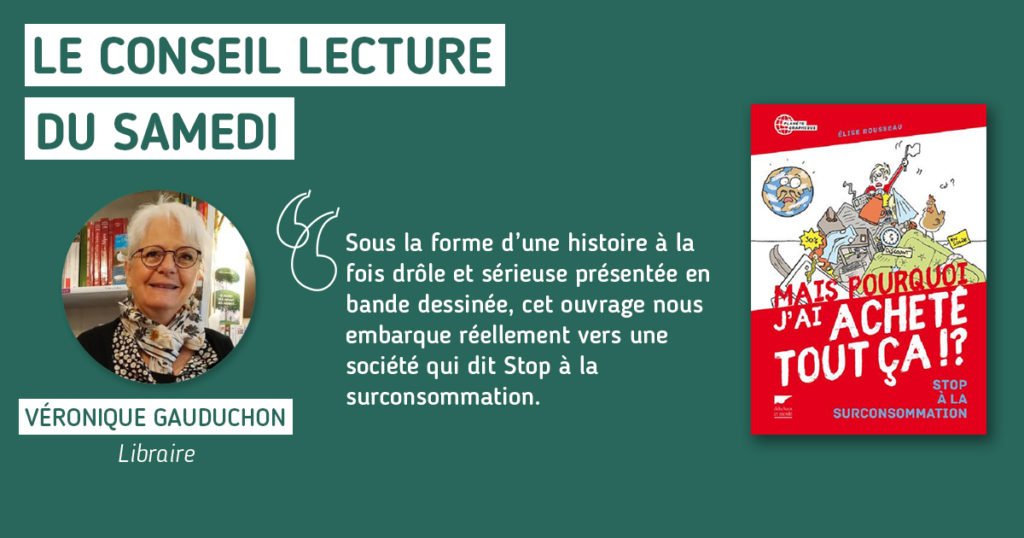 LE CONSEIL LECTURE
DU SAMEDI
Sous la forme d'une histoire à la
fois drôle et sérieuse présentée en
bande dessinée, cet ouvrage nous
embarque réellement vers une
société qui dit Stop à la
surconsommation.
VÉRONIQUE GAUDUCHON
Libraire
PLANÈTE
GRAPHIQUE
ÉLISE ROUSSEAU
MAIS POURQUOI
J'AI ACHETÉ
TOUT ÇA !?
STOP
À LA
SURCONSOMMATION
delachaux
et niestlé